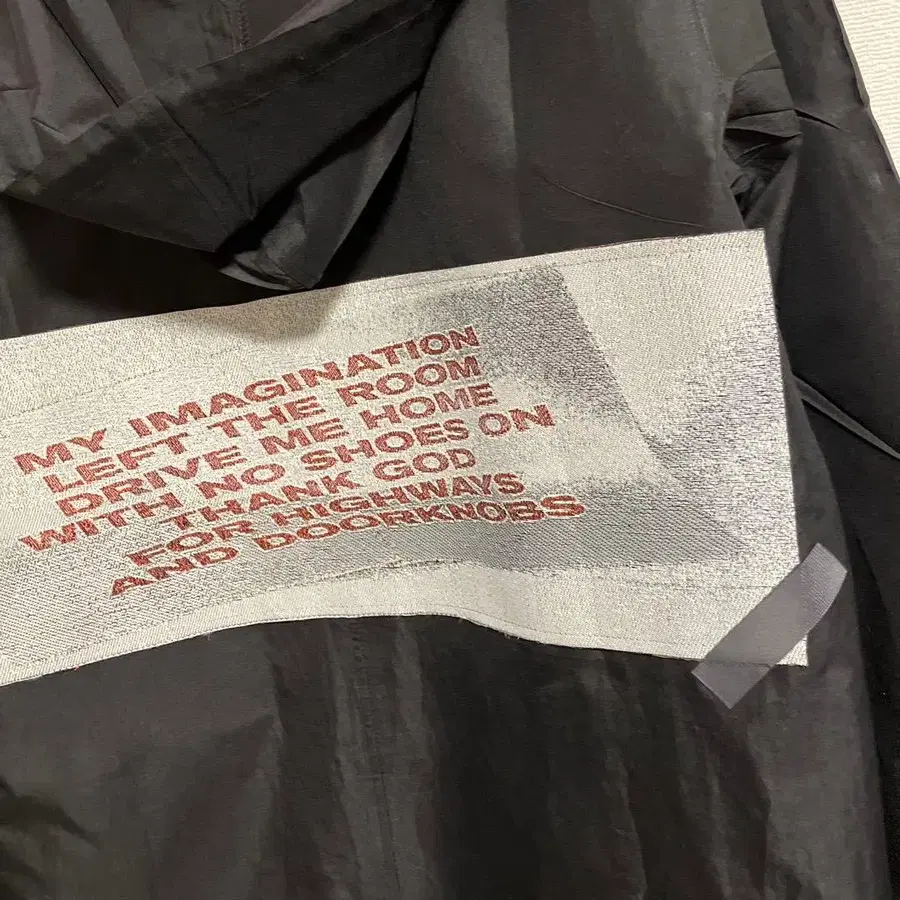 MY IMAGINATION
LEFT THE ROOM
DRIVE ME HOME
WITH NO SHOES ON
THANK GOD
FOR HIGHWAYS
AND DOORKNOBS